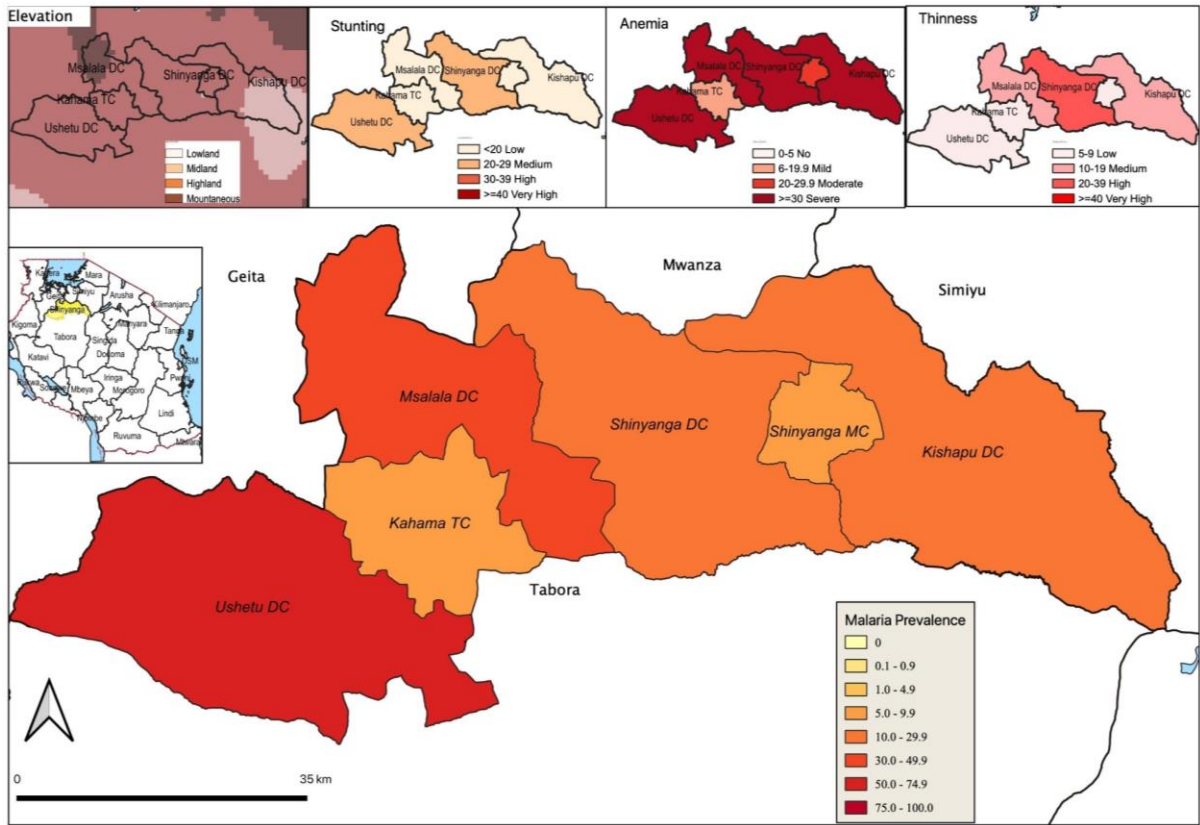 Elevation
Msalala DC
Shinyanga DC
Kishapu DC
Kahama TC
Ushetu DC
Lowland
Midland
Highland
Mountaneous
Stunting
Msalala DC
Shinyanga DC
Kishapu DC
Kahama TC
Ushetu DC
<20 Low
20-29 Medium
30-39 High
>=40 Very High
Anemia
Msalala DC
Shinyanga DC
Kishapu DC
Kahama TC
Ushetu DC
0-5 No
6-19.9 Mild
20-29.9 Moderate
>=30 Severe
Thinness
Msalala DC
Shinyanga DC
Kishapu DC
Kahama TC
Ushetu DC
5-9 Low
10-19 Medium
20-39 High
>=40 Very High
Kagera
Mara
Simiyu
Arusha
Shinyanga
Kilimanjaro
Kigoma
Tabora
Manyara
Tanga
Singida
Dodoma
Katavi
Iringa
Morogoro
Mbeya
Lindi
Ruvuma
Geita
Mwanza
Simiyu
Msalala DC
Shinyanga DC
Shinyanga MC
Kishapu DC
Kahama TC
Tabora
Ushetu DC
Malaria Prevalence
0
0.1 - 0.9
1.0 - 4.9
5.0 - 9.9
10.0 - 29.9
30.0 - 49.9
50.0 - 74.9
75.0 - 100.0
0
35 km